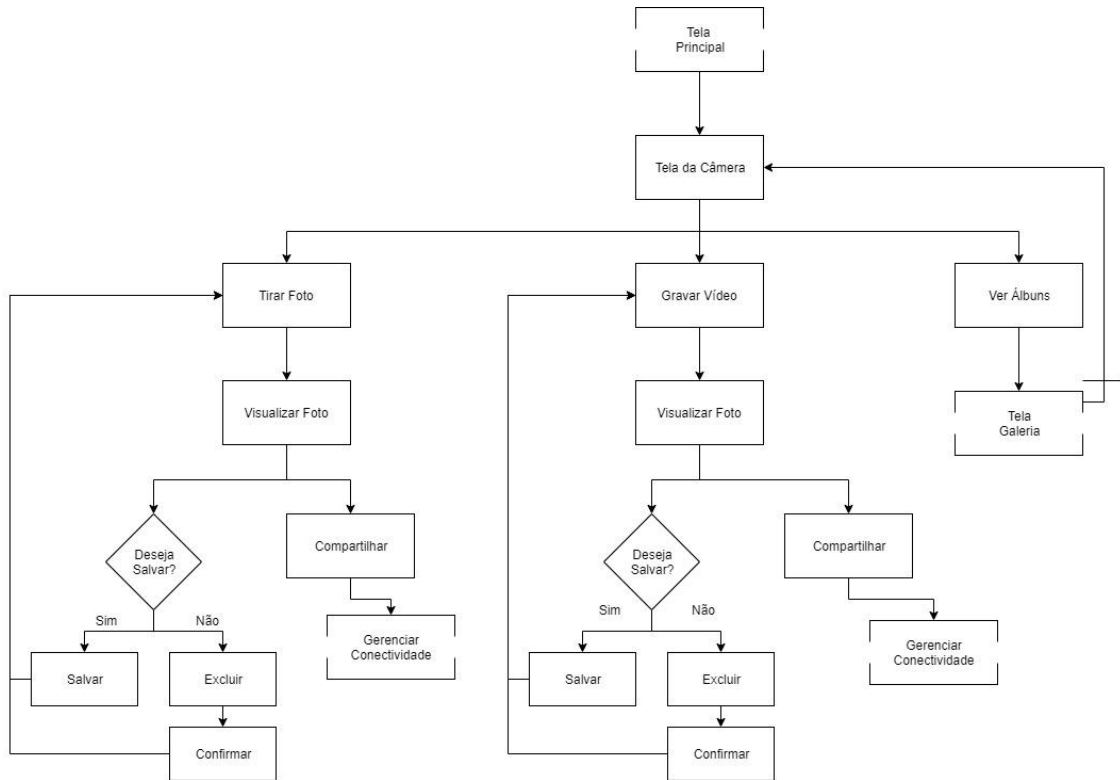 Tela
Principal
Tela da Câmera
Tirar Foto
Gravar Vídeo
Ver Álbuns
Visualizar Foto
Visualizar Foto
Tela
Galeria
Deseja
Salvar?
Compartilhar
Deseja
Salvar?
Compartilhar
Sim
Não
Sim
Não
Gerenciar
Conectividade
Gerenciar
Conectividade
Salvar
Excluir
Salvar
Excluir
Confirmar
Confirmar